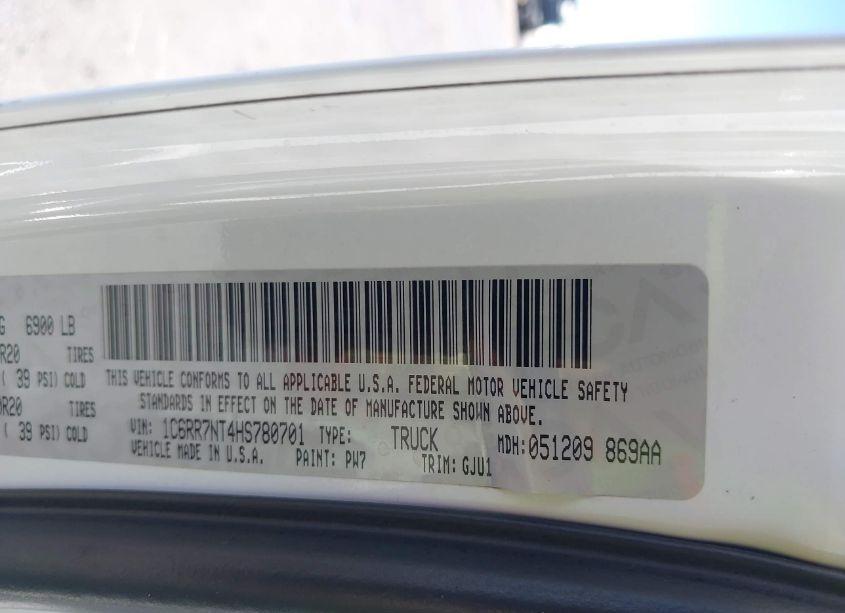 G 6900 LB
R20 TIRES
( 39 PSI) COLD
0R20 TIRES
( 39 PSI) COLD
THIS VEHICLE CONFORMS TO ALL APPLICABLE U.S.A. FEDERAL MOTOR VEHICLE SAFETY
STANDARDS IN EFFECT ON THE DATE OF MANUFACTURE SHOWN ABOVE.
VIN: 1C6RR7NT4HS780701 TYPE: TRUCK MDH:051209 869AA
VEHICLE MADE IN U.S.A. PAINT: PW7 TRIM: GJU1